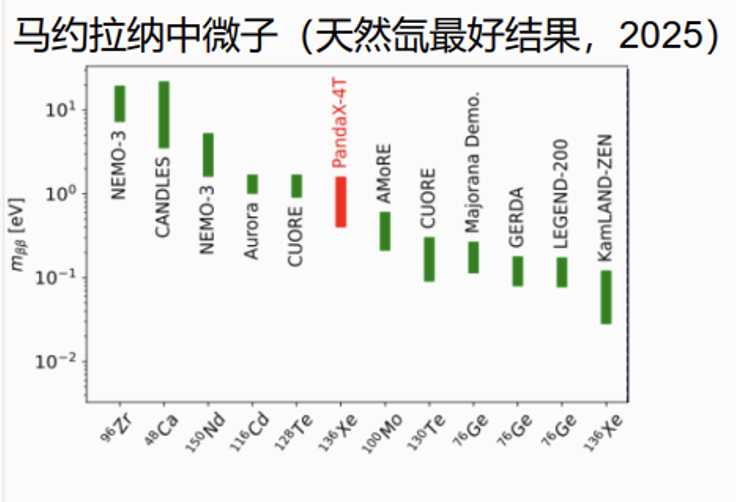 马约拉纳中微子（天然氙最好结果，2025）
10¹
10⁰
10⁻¹
10⁻²
mββ [eV]
NEMO-3
CANDLES
NEMO-3
Aurora
CUORE
PandaX-4T
AMoRE
CUORE
Majorana Demo.
GERDA
LEGEND-200
KamLAND-ZEN
⁹⁶Zr
⁴⁸Ca
¹⁵⁰Nd
¹¹⁶Cd
¹²⁸Te
¹³⁶Xe
¹⁰⁰Mo
¹³⁰Te
⁷⁶Ge
⁷⁶Ge
⁷⁶Ge
¹³⁶Xe